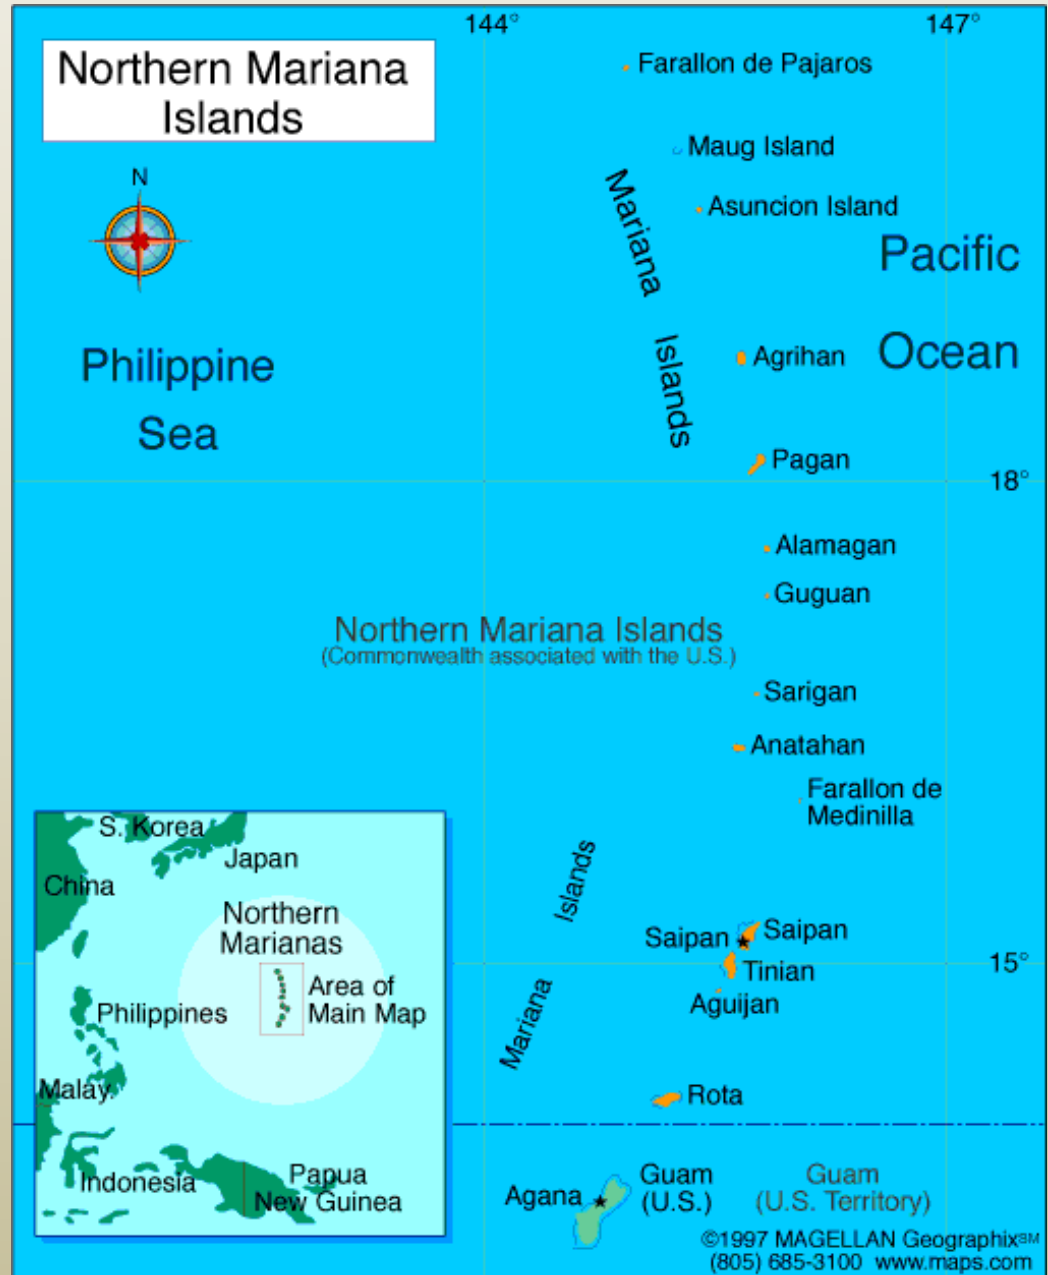 144°
147°
Northern Mariana
Islands
Farallon de Pajaros
Maug Island
Asuncion Island
N
Mariana
Islands
Pacific
Ocean
Philippine
Sea
Agrihan
Pagan
18°
Alamagan
Guguan
Northern Mariana Islands
(Commonwealth associated with the U.S.)
Sarigan
Anatahan
Farallon de
Medinilla
Mariana
Islands
Saipan
Saipan
15°
Tinian
Aguijan
Rota
Agana
Guam
(U.S.)
Guam
(U.S. Territory)
S. Korea
Japan
China
Northern
Marianas
Area of
Main Map
Philippines
Malay.
Indonesia
Papua
New Guinea
©1997 MAGELLAN Geographix℠
(805) 685-3100 www.maps.com